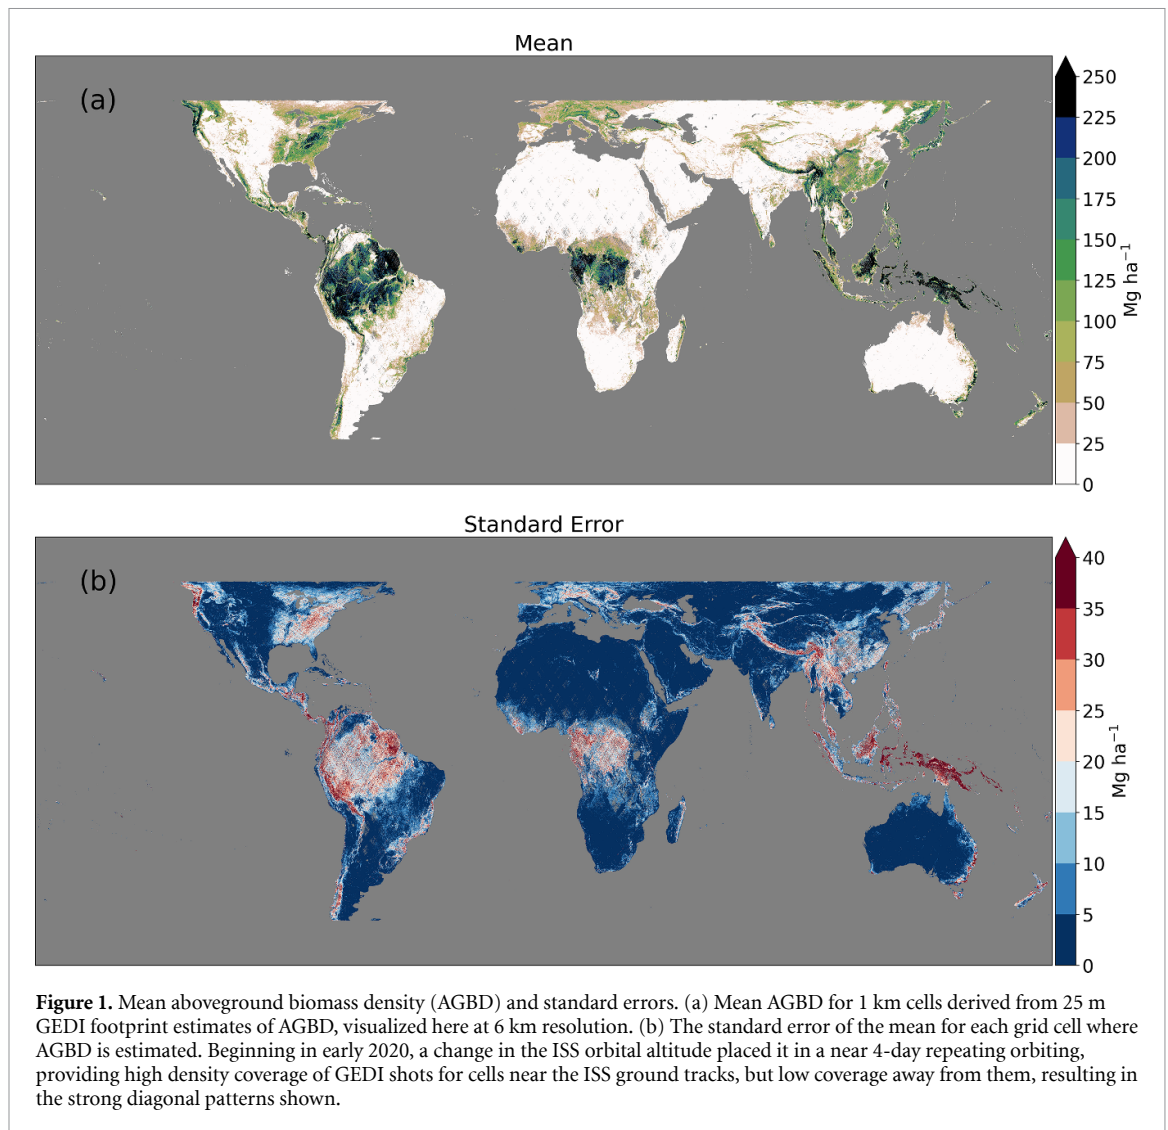 Mean
(a)
250
225
200
175
150
125
100
75
50
25
0
Mg ha⁻¹
Standard Error
(b)
40
35
30
25
20
15
10
5
0
Mg ha⁻¹
Figure 1. Mean aboveground biomass density (AGBD) and standard errors. (a) Mean AGBD for 1 km cells derived from 25 m
GEDI footprint estimates of AGBD, visualized here at 6 km resolution. (b) The standard error of the mean for each grid cell where
AGBD is estimated. Beginning in early 2020, a change in the ISS orbital altitude placed it in a near 4-day repeating orbiting,
providing high density coverage of GEDI shots for cells near the ISS ground tracks, but low coverage away from them, resulting in
the strong diagonal patterns shown.